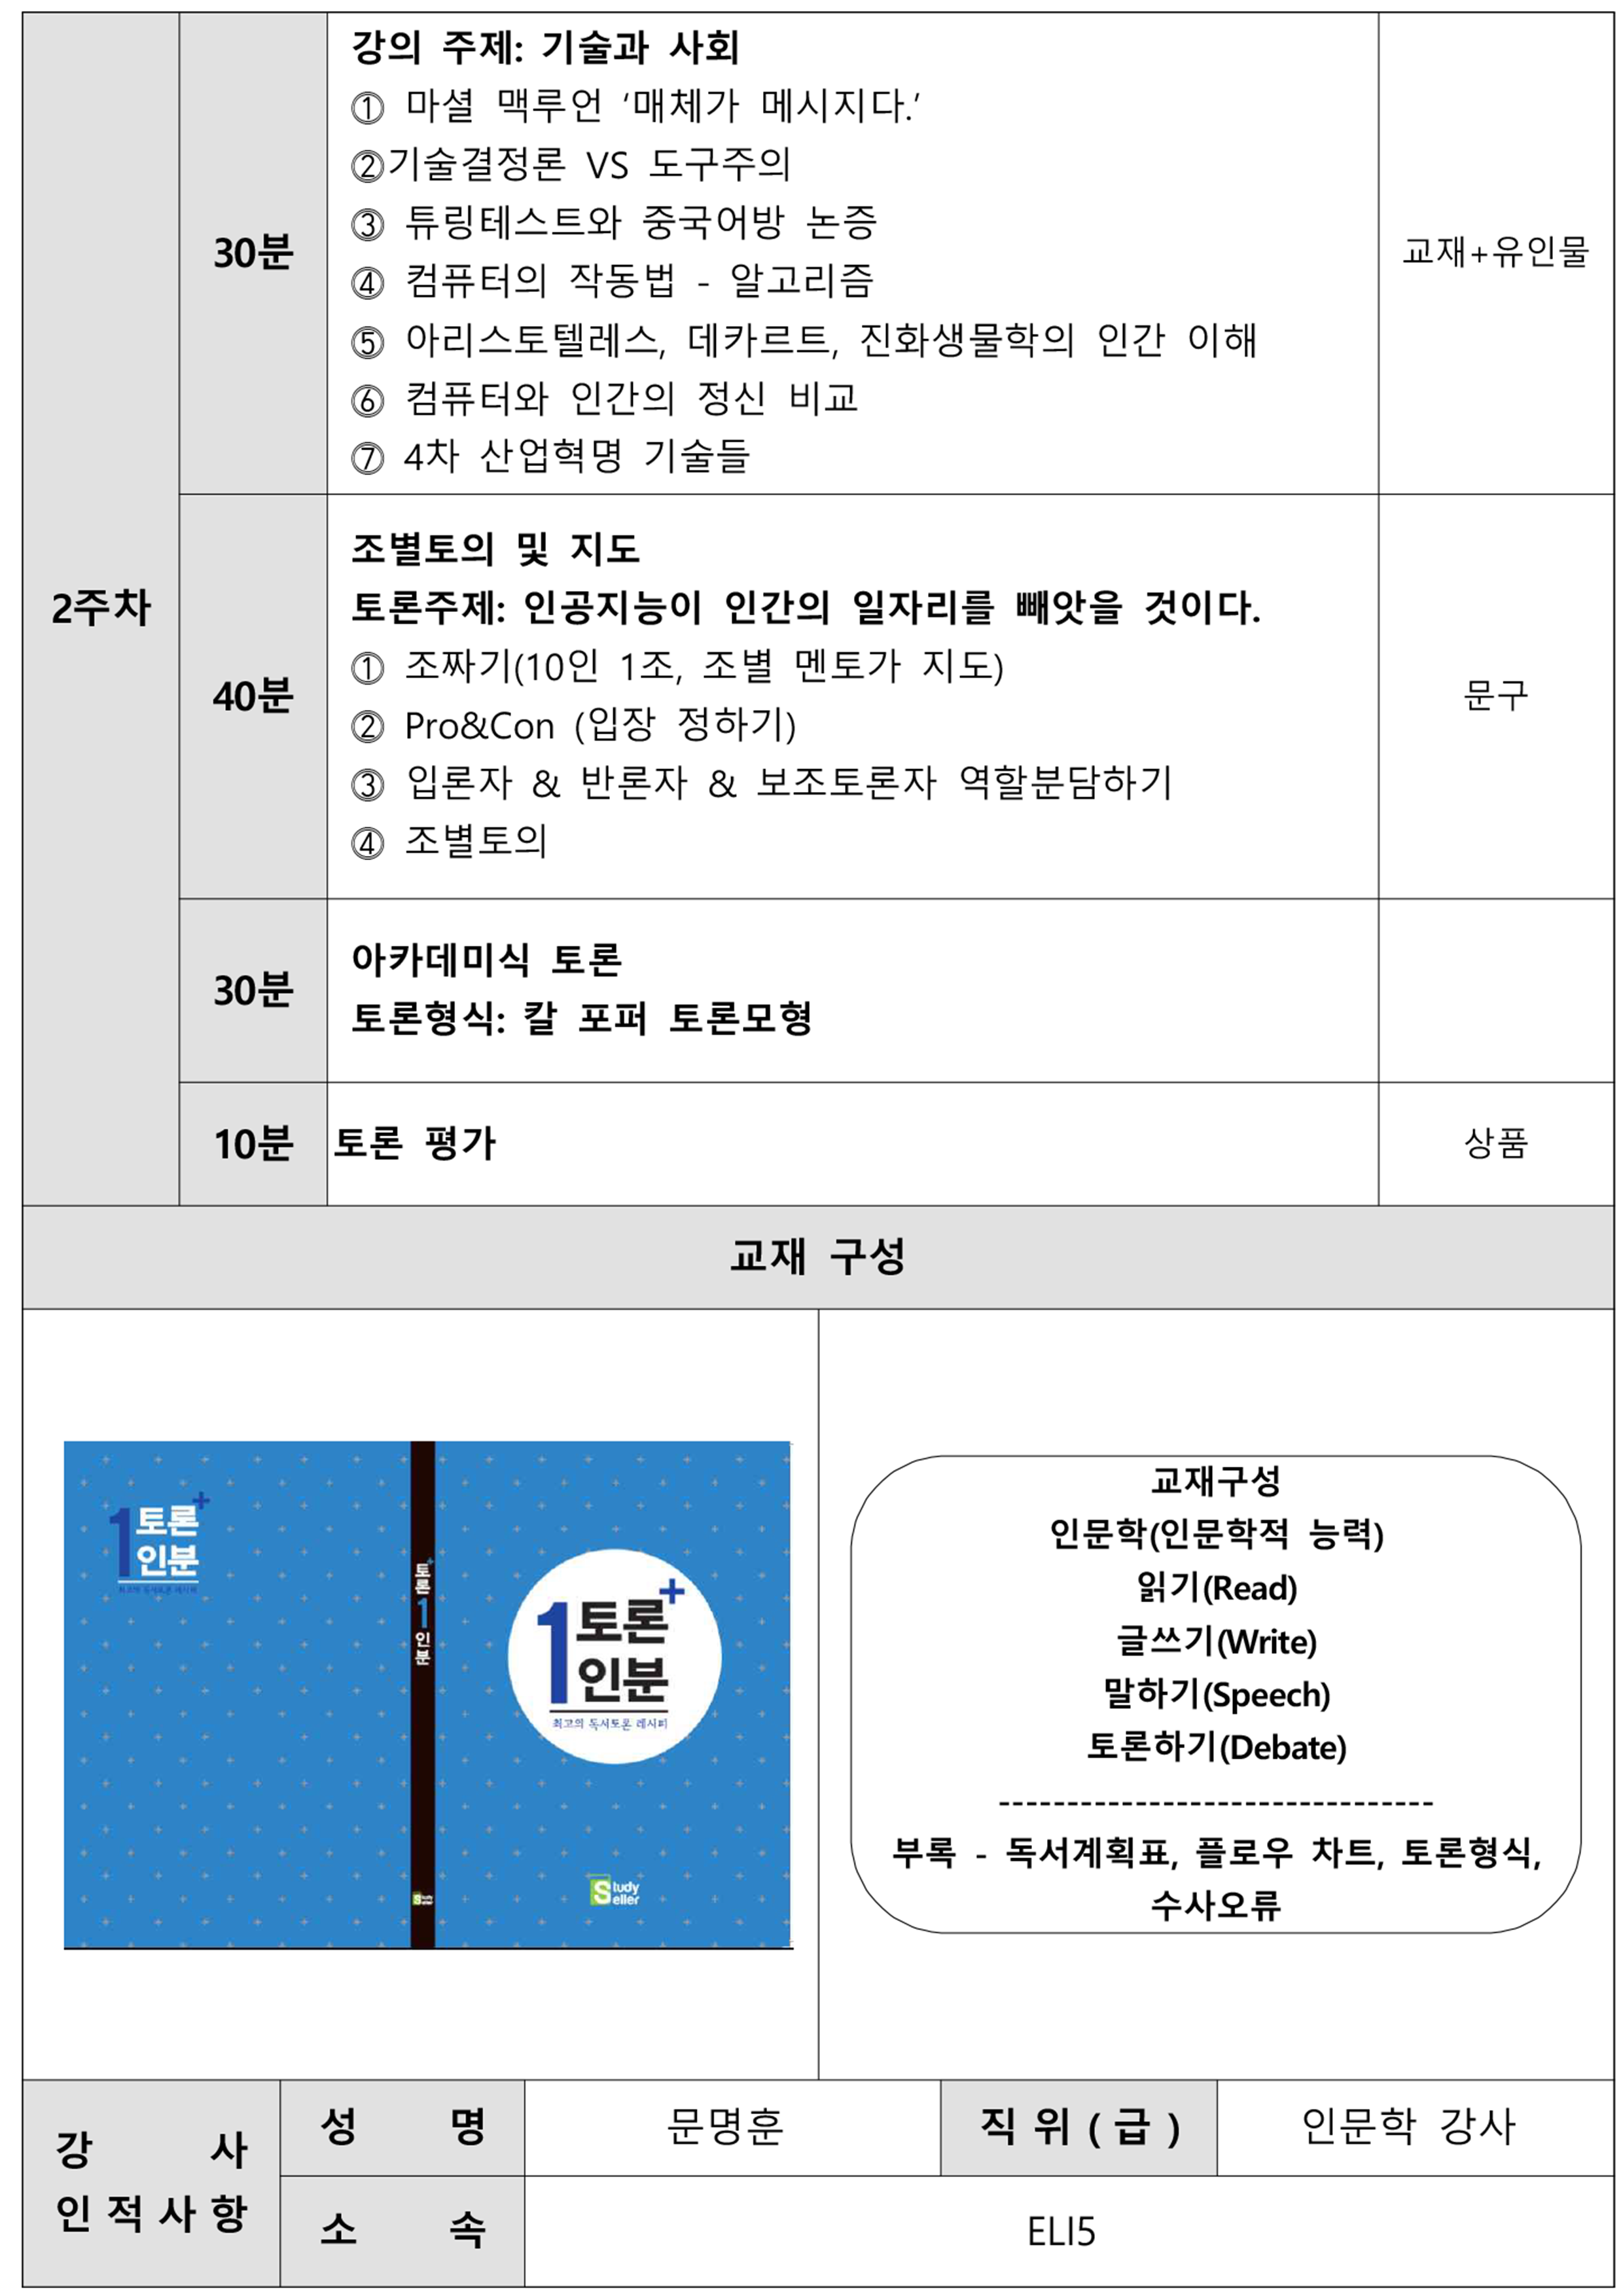 2주차
30분
강의 주제: 기술과 사회
① 마셜 맥루언 ‘매체가 메시지다.’
②기술결정론 VS 도구주의
③ 튜링테스트와 중국어방 논증
④ 컴퓨터의 작동법 - 알고리즘
⑤ 아리스토텔레스, 데카르트, 진화생물학의 인간 이해
⑥ 컴퓨터와 인간의 정신 비교
⑦ 4차 산업혁명 기술들
교재+유인물
40분
조별토의 및 지도
토론주제: 인공지능이 인간의 일자리를 빼앗을 것이다.
① 조짜기(10인 1조, 조별 멘토가 지도)
② Pro&Con (입장 정하기)
③ 입론자 & 반론자 & 보조토론자 역할분담하기
④ 조별토의
문구
30분
아카데미식 토론
토론형식: 칼 포퍼 토론모형
10분
토론 평가
상품
교재 구성
1토론+
인분
최고의 독서토론 레시피
토론1인분
Study
Seller
1토론+
인분
최고의 독서토론 레시피
Study
Seller
교재구성
인문학(인문학적 능력)
읽기(Read)
글쓰기(Write)
말하기(Speech)
토론하기(Debate)
--------------------------------
부록 - 독서계획표, 플로우 차트, 토론형식,
수사오류
강 사
인적사항
성 명
문명훈
직위(급)
인문학 강사
소 속
ELI5